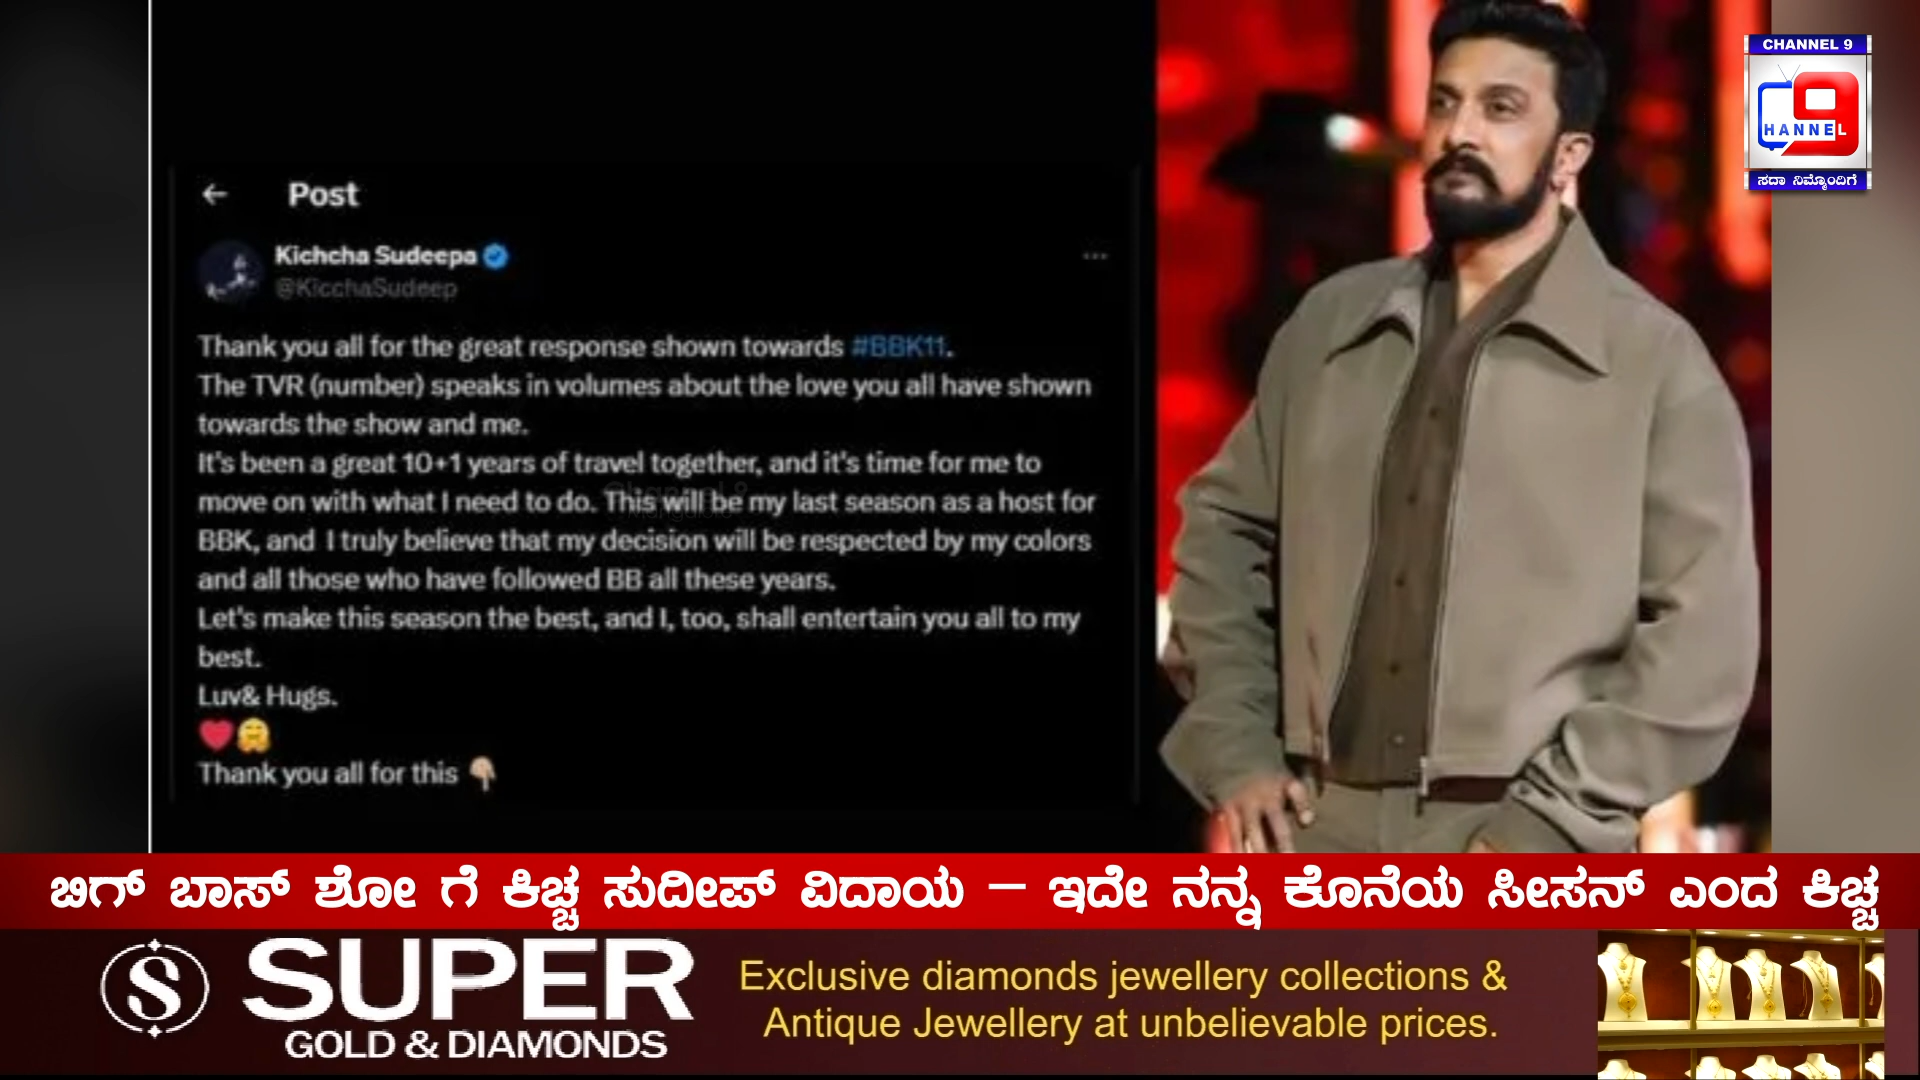 CHANNEL 9
9
HANNEL
ಸದಾ ನಿಮ್ಮೊಂದಿಗೆ
← Post
Kichcha Sudeepa
@KicchaSudeep
Thank you all for the great response shown towards #BBK11.
The TVR (number) speaks in volumes about the love you all have shown
towards the show and me.
It's been a great 10+1 years of travel together, and it's time for me to
move on with what I need to do. This will be my last season as a host for
BBK, and I truly believe that my decision will be respected by my colors
and all those who have followed BB all these years.
Let's make this season the best, and I, too, shall entertain you all to my
best.
Luv& Hugs.
❤️🤗
Thank you all for this 👇🏼
ಬಿಗ್ ಬಾಸ್ ಶೋ ಗೆ ಕಿಚ್ಚ ಸುದೀಪ್ ವಿದಾಯ – ಇದೇ ನನ್ನ ಕೊನೆಯ ಸೀಸನ್ ಎಂದ ಕಿಚ್ಚ
S SUPER
GOLD & DIAMONDS
Exclusive diamonds jewellery collections &
Antique Jewellery at unbelievable prices.